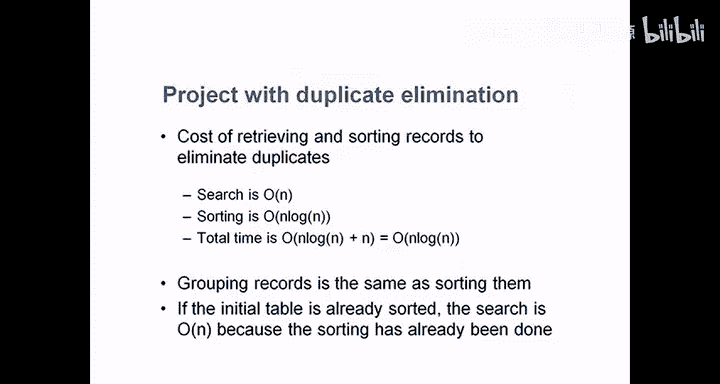 bilibili
Project with duplicate elimination
• Cost of retrieving and sorting records to
eliminate duplicates
– Search is O(n)
– Sorting is O(nlog(n))
– Total time is O(nlog(n) + n) = O(nlog(n))
• Grouping records is the same as sorting them
• If the initial table is already sorted, the search is
O(n) because the sorting has already been done